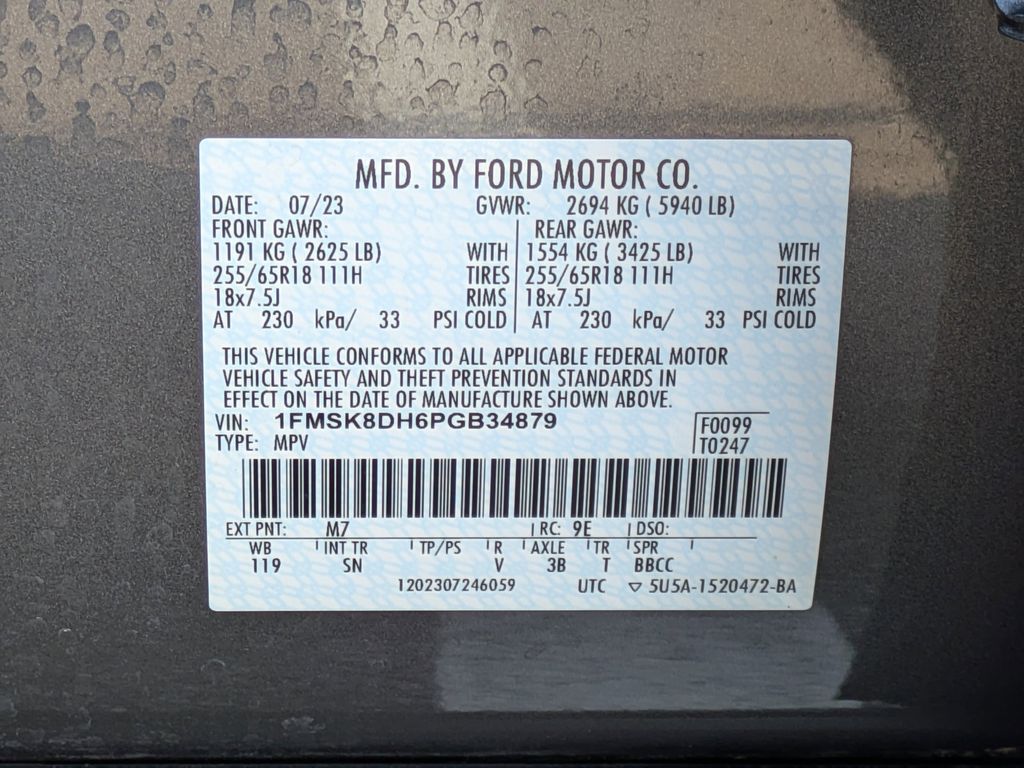 MFD. BY FORD MOTOR CO.
DATE: 07/23 GVWR: 2694 KG ( 5940 LB)
FRONT GAWR: REAR GAWR:
1191 KG ( 2625 LB) WITH 1554 KG ( 3425 LB) WITH
255/65R18 111H TIRES 255/65R18 111H TIRES
18x7.5J RIMS 18x7.5J RIMS
AT 230 kPa/ 33 PSI COLD AT 230 kPa/ 33 PSI COLD
THIS VEHICLE CONFORMS TO ALL APPLICABLE FEDERAL MOTOR
VEHICLE SAFETY AND THEFT PREVENTION STANDARDS IN
EFFECT ON THE DATE OF MANUFACTURE SHOWN ABOVE.
VIN: 1FMSK8DH6PGB34879 F0099
TYPE: MPV T0247
EXT PNT: M7 RC: 9E DSO:
WB INT TR TP/PS R AXLE TR SPR
119 SN V 3B T BBCC
1202307246059 UTC ▽ 5U5A-1520472-BA